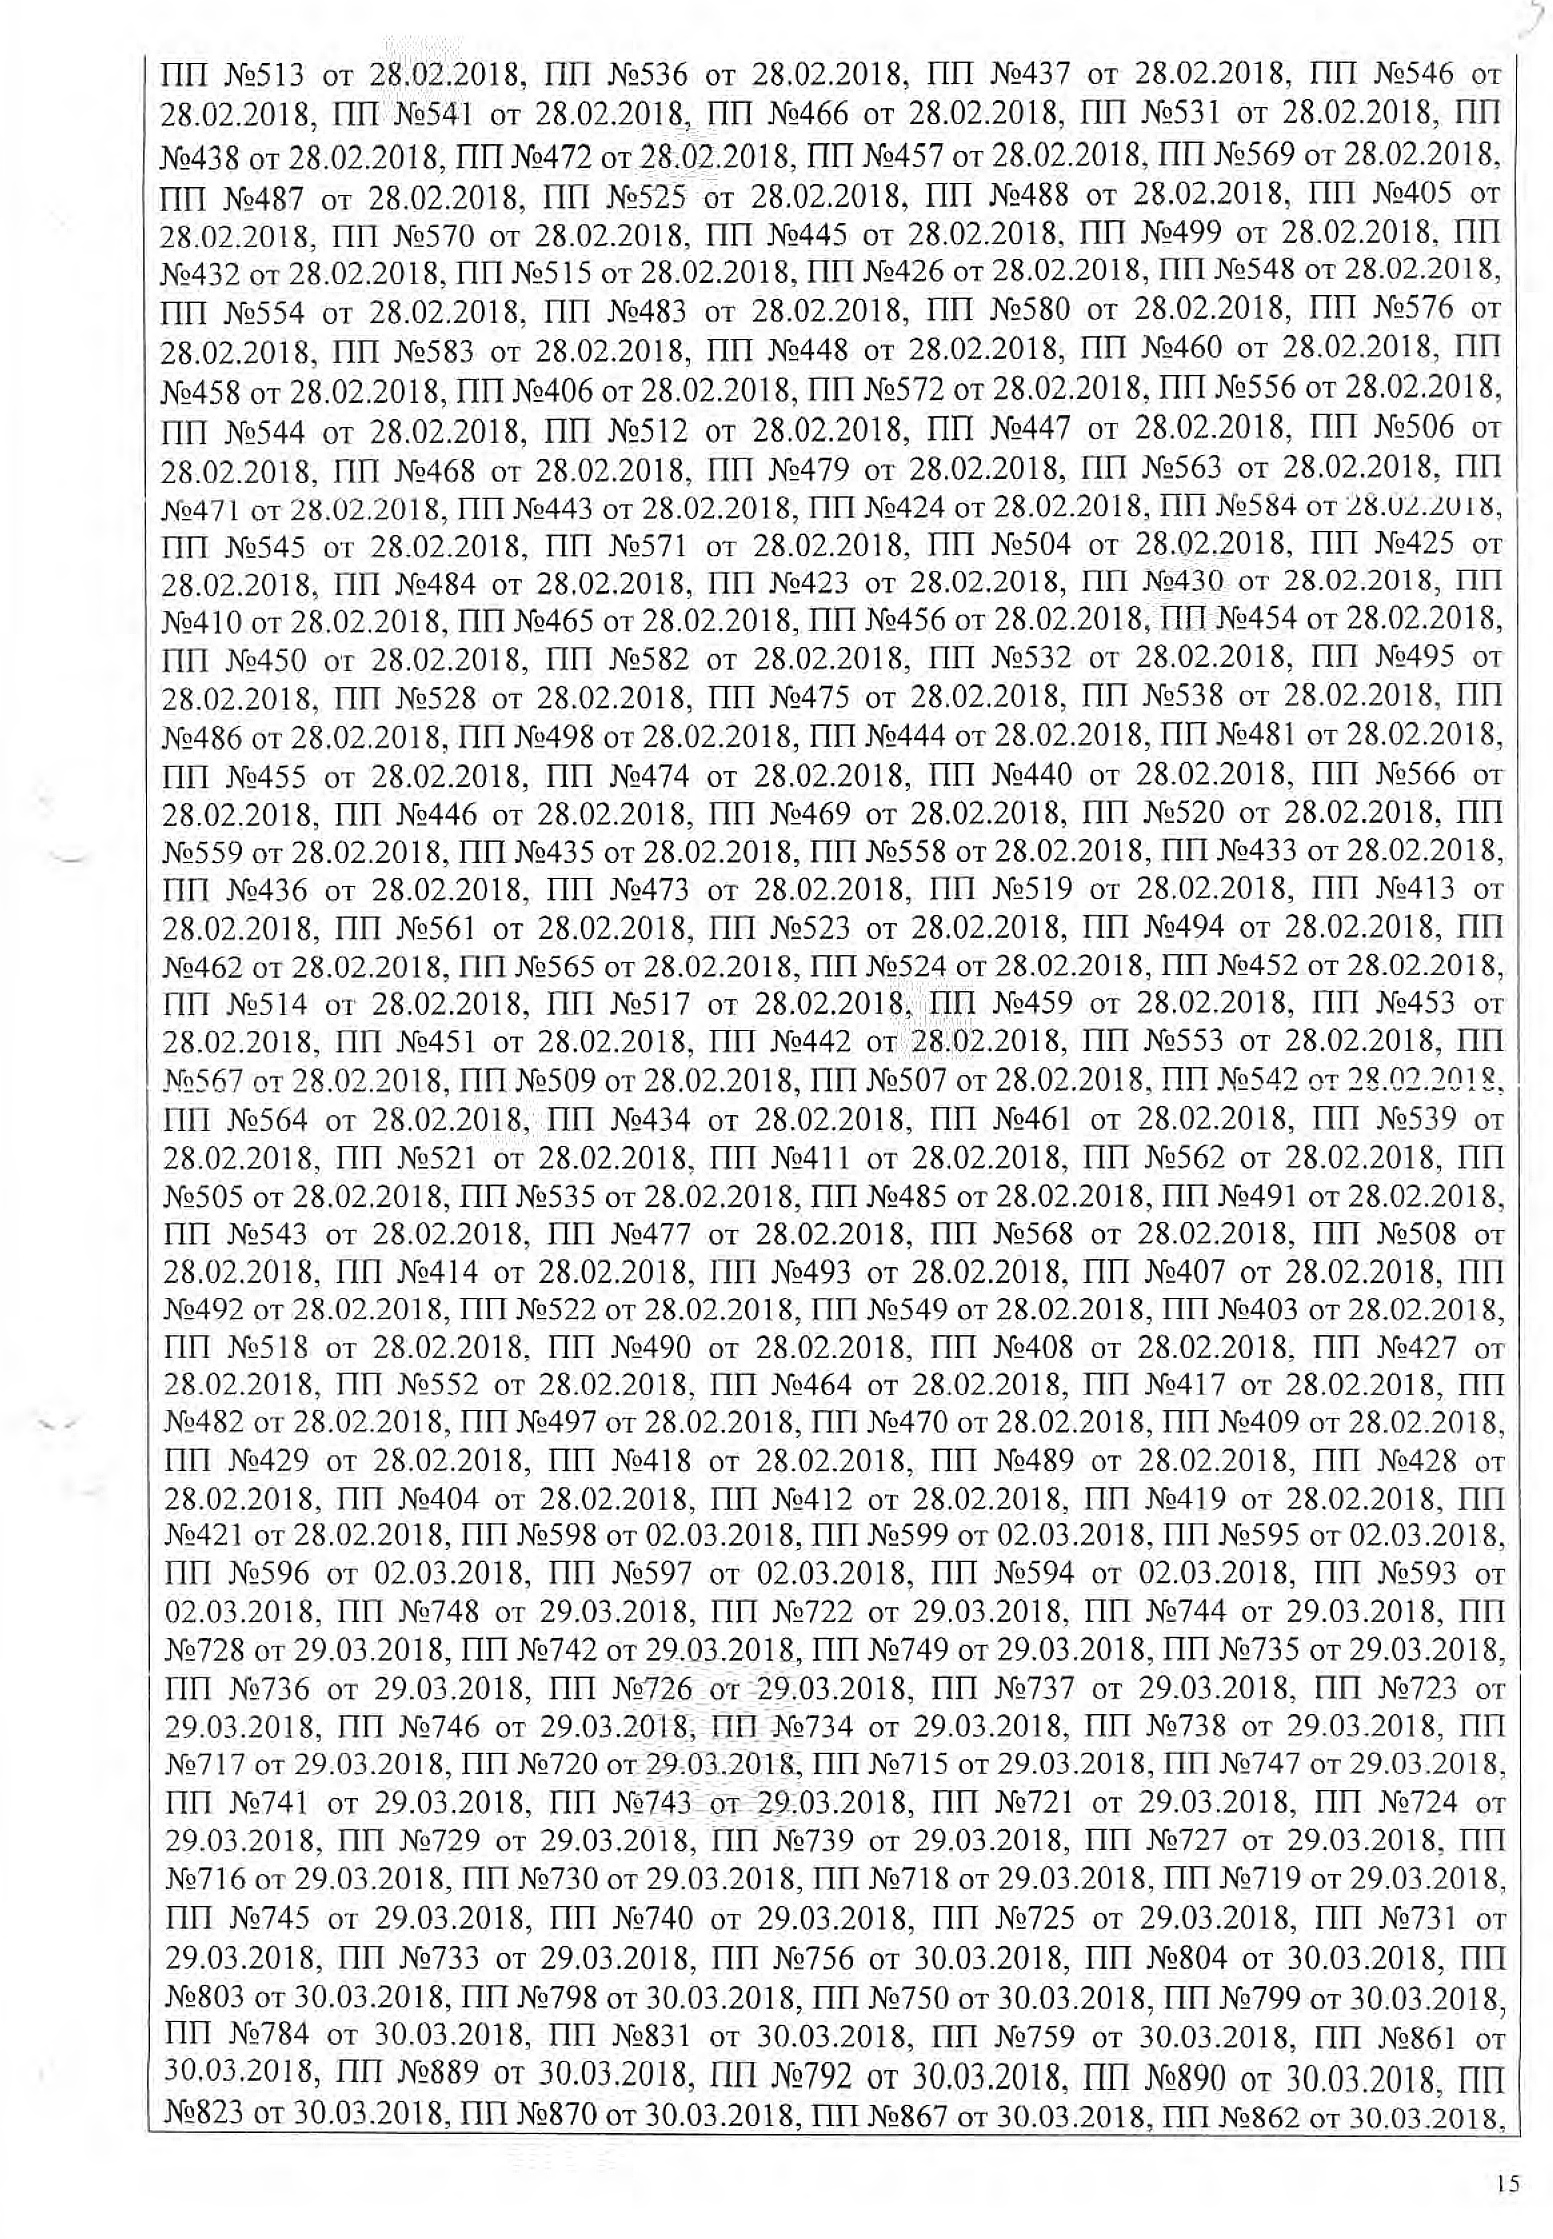 ПП №513 от 28.02.2018, ПП №536 от 28.02.2018, ПП №437 от 28.02.2018, ПП №546 от
28.02.2018, ПП №541 от 28.02.2018, ПП №466 от 28.02.2018, ПП №531 от 28.02.2018, ПП
№438 от 28.02.2018, ПП №472 от 28.02.2018, ПП №457 от 28.02.2018, ПП №569 от 28.02.2018,
ПП №487 от 28.02.2018, ПП №525 от 28.02.2018, ПП №488 от 28.02.2018, ПП №405 от
28.02.2018, ПП №570 от 28.02.2018, ПП №445 от 28.02.2018, ПП №499 от 28.02.2018, ПП
№432 от 28.02.2018, ПП №515 от 28.02.2018, ПП №426 от 28.02.2018, ПП №548 от 28.02.2018,
ПП №554 от 28.02.2018, ПП №483 от 28.02.2018, ПП №580 от 28.02.2018, ПП №576 от
28.02.2018, ПП №583 от 28.02.2018, ПП №448 от 28.02.2018, ПП №460 от 28.02.2018, ПП
№458 от 28.02.2018, ПП №406 от 28.02.2018, ПП №572 от 28.02.2018, ПП №556 от 28.02.2018,
ПП №544 от 28.02.2018, ПП №512 от 28.02.2018, ПП №447 от 28.02.2018, ПП №506 от
28.02.2018, ПП №468 от 28.02.2018, ПП №479 от 28.02.2018, ПП №563 от 28.02.2018, ПП
№471 от 28.02.2018, ПП №443 от 28.02.2018, ПП №424 от 28.02.2018, ПП №584 от 28.02.2018,
ПП №545 от 28.02.2018, ПП №571 от 28.02.2018, ПП №504 от 28.02.2018, ПП №425 от
28.02.2018, ПП №484 от 28.02.2018, ПП №423 от 28.02.2018, ПП №430 от 28.02.2018, ПП
№410 от 28.02.2018, ПП №465 от 28.02.2018, ПП №456 от 28.02.2018, ПП №454 от 28.02.2018,
ПП №450 от 28.02.2018, ПП №582 от 28.02.2018, ПП №532 от 28.02.2018, ПП №495 от
28.02.2018, ПП №528 от 28.02.2018, ПП №475 от 28.02.2018, ПП №538 от 28.02.2018, ПП
№486 от 28.02.2018, ПП №498 от 28.02.2018, ПП №444 от 28.02.2018, ПП №481 от 28.02.2018,
ПП №455 от 28.02.2018, ПП №474 от 28.02.2018, ПП №440 от 28.02.2018, ПП №566 от
28.02.2018, ПП №446 от 28.02.2018, ПП №469 от 28.02.2018, ПП №520 от 28.02.2018, ПП
№559 от 28.02.2018, ПП №435 от 28.02.2018, ПП №558 от 28.02.2018, ПП №433 от 28.02.2018,
ПП №436 от 28.02.2018, ПП №473 от 28.02.2018, ПП №519 от 28.02.2018, ПП №413 от
28.02.2018, ПП №561 от 28.02.2018, ПП №523 от 28.02.2018, ПП №494 от 28.02.2018, ПП
№462 от 28.02.2018, ПП №565 от 28.02.2018, ПП №524 от 28.02.2018, ПП №452 от 28.02.2018,
ПП №514 от 28.02.2018, ПП №517 от 28.02.2018, ПП №459 от 28.02.2018, ПП №453 от
28.02.2018, ПП №451 от 28.02.2018, ПП №442 от 28.02.2018, ПП №553 от 28.02.2018, ПП
№567 от 28.02.2018, ПП №509 от 28.02.2018, ПП №507 от 28.02.2018, ПП №542 от 28.02.2018,
ПП №564 от 28.02.2018, ПП №434 от 28.02.2018, ПП №461 от 28.02.2018, ПП №539 от
28.02.2018, ПП №521 от 28.02.2018, ПП №411 от 28.02.2018, ПП №562 от 28.02.2018, ПП
№505 от 28.02.2018, ПП №535 от 28.02.2018, ПП №485 от 28.02.2018, ПП №491 от 28.02.2018,
ПП №543 от 28.02.2018, ПП №477 от 28.02.2018, ПП №568 от 28.02.2018, ПП №508 от
28.02.2018, ПП №414 от 28.02.2018, ПП №493 от 28.02.2018, ПП №407 от 28.02.2018, ПП
№492 от 28.02.2018, ПП №522 от 28.02.2018, ПП №549 от 28.02.2018, ПП №403 от 28.02.2018,
ПП №518 от 28.02.2018, ПП №490 от 28.02.2018, ПП №408 от 28.02.2018, ПП №427 от
28.02.2018, ПП №552 от 28.02.2018, ПП №464 от 28.02.2018, ПП №417 от 28.02.2018, ПП
№482 от 28.02.2018, ПП №497 от 28.02.2018, ПП №470 от 28.02.2018, ПП №409 от 28.02.2018,
ПП №429 от 28.02.2018, ПП №418 от 28.02.2018, ПП №489 от 28.02.2018, ПП №428 от
28.02.2018, ПП №404 от 28.02.2018, ПП №412 от 28.02.2018, ПП №419 от 28.02.2018, ПП
№421 от 28.02.2018, ПП №598 от 02.03.2018, ПП №599 от 02.03.2018, ПП №595 от 02.03.2018,
ПП №596 от 02.03.2018, ПП №597 от 02.03.2018, ПП №594 от 02.03.2018, ПП №593 от
02.03.2018, ПП №748 от 29.03.2018, ПП №722 от 29.03.2018, ПП №744 от 29.03.2018, ПП
№728 от 29.03.2018, ПП №742 от 29.03.2018, ПП №749 от 29.03.2018, ПП №735 от 29.03.2018,
ПП №736 от 29.03.2018, ПП №726 от 29.03.2018, ПП №737 от 29.03.2018, ПП №723 от
29.03.2018, ПП №746 от 29.03.2018, ПП №734 от 29.03.2018, ПП №738 от 29.03.2018, ПП
№717 от 29.03.2018, ПП №720 от 29.03.2018, ПП №715 от 29.03.2018, ПП №747 от 29.03.2018,
ПП №741 от 29.03.2018, ПП №743 от 29.03.2018, ПП №721 от 29.03.2018, ПП №724 от
29.03.2018, ПП №729 от 29.03.2018, ПП №739 от 29.03.2018, ПП №727 от 29.03.2018, ПП
№716 от 29.03.2018, ПП №730 от 29.03.2018, ПП №718 от 29.03.2018, ПП №719 от 29.03.2018,
ПП №745 от 29.03.2018, ПП №740 от 29.03.2018, ПП №725 от 29.03.2018, ПП №731 от
29.03.2018, ПП №733 от 29.03.2018, ПП №756 от 30.03.2018, ПП №804 от 30.03.2018, ПП
№803 от 30.03.2018, ПП №798 от 30.03.2018, ПП №750 от 30.03.2018, ПП №799 от 30.03.2018,
ПП №784 от 30.03.2018, ПП №831 от 30.03.2018, ПП №759 от 30.03.2018, ПП №861 от
30.03.2018, ПП №889 от 30.03.2018, ПП №792 от 30.03.2018, ПП №890 от 30.03.2018, ПП
№823 от 30.03.2018, ПП №870 от 30.03.2018, ПП №867 от 30.03.2018, ПП №862 от 30.03.2018,
15